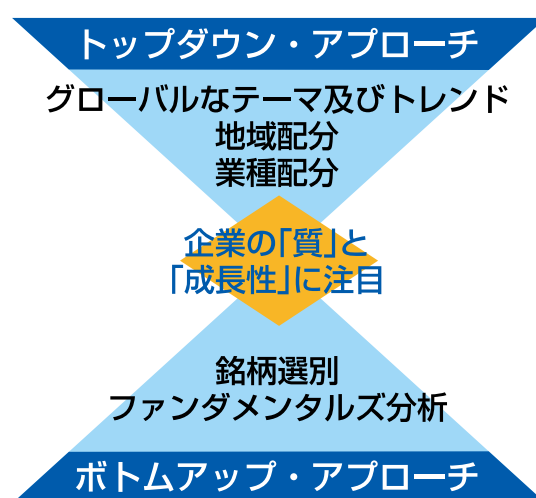 トップダウン・アプローチ
グローバルなテーマ及びトレンド
地域配分
業種配分
企業の「質」と
「成長性」に注目
銘柄選別
ファンダメンタルズ分析
ボトムアップ・アプローチ